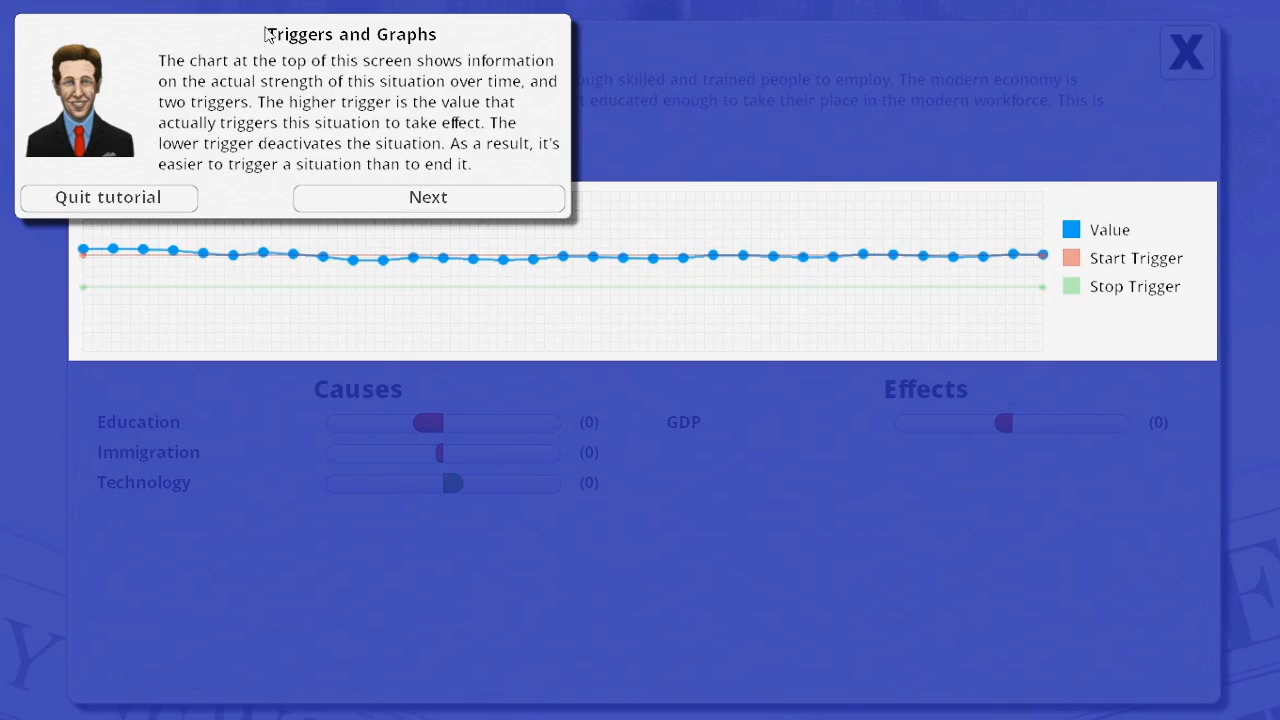 Triggers and Graphs
The chart at the top of this screen shows information
on the actual strength of this situation over time, and
two triggers. The higher trigger is the value that
actually triggers this situation to take effect. The
lower trigger deactivates the situation. As a result, it's
easier to trigger a situation than to end it.
Quit tutorial
Next
X
ough skilled and trained people to employ. The modern economy is
t educated enough to take their place in the modern workforce. This is
Value
Start Trigger
Stop Trigger
Causes
Effects
Education (0)
GDP (0)
Immigration (0)
Technology (0)